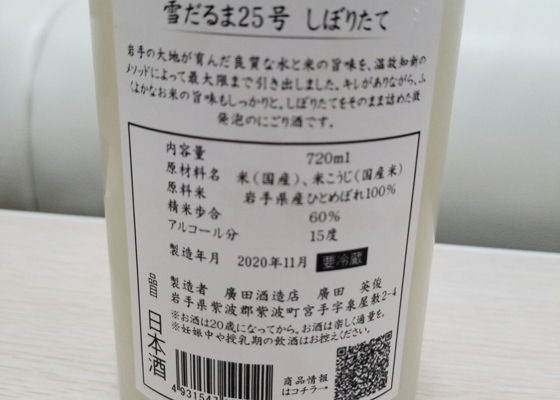 雪だるま25号 しぼりたて
岩手の大地が育んだ良質な水と米の旨味を、温故知新の
メソッドによって最大限まで引き出しました。キレがありながら、ふ
くよかなお米の旨味もしっかりと。しぼりたてをそのまま詰めた微
発泡のにごり酒です。
内容量 720ml
原材料名 米(国産)、米こうじ(国産米)
原料米 岩手県産ひとめぼれ100%
精米歩合 60%
アルコール分 15度
製造年月 2020年11月 要冷蔵
製造者 廣田酒造店 廣田 英俊
岩手県紫波郡紫波町宮手字泉屋敷2-4
※お酒は20歳になってから。お酒は楽しく適量を。
※妊娠中や授乳期の飲酒はお控えください。
品目 日本酒
商品情報
はコチラ→
4 931547